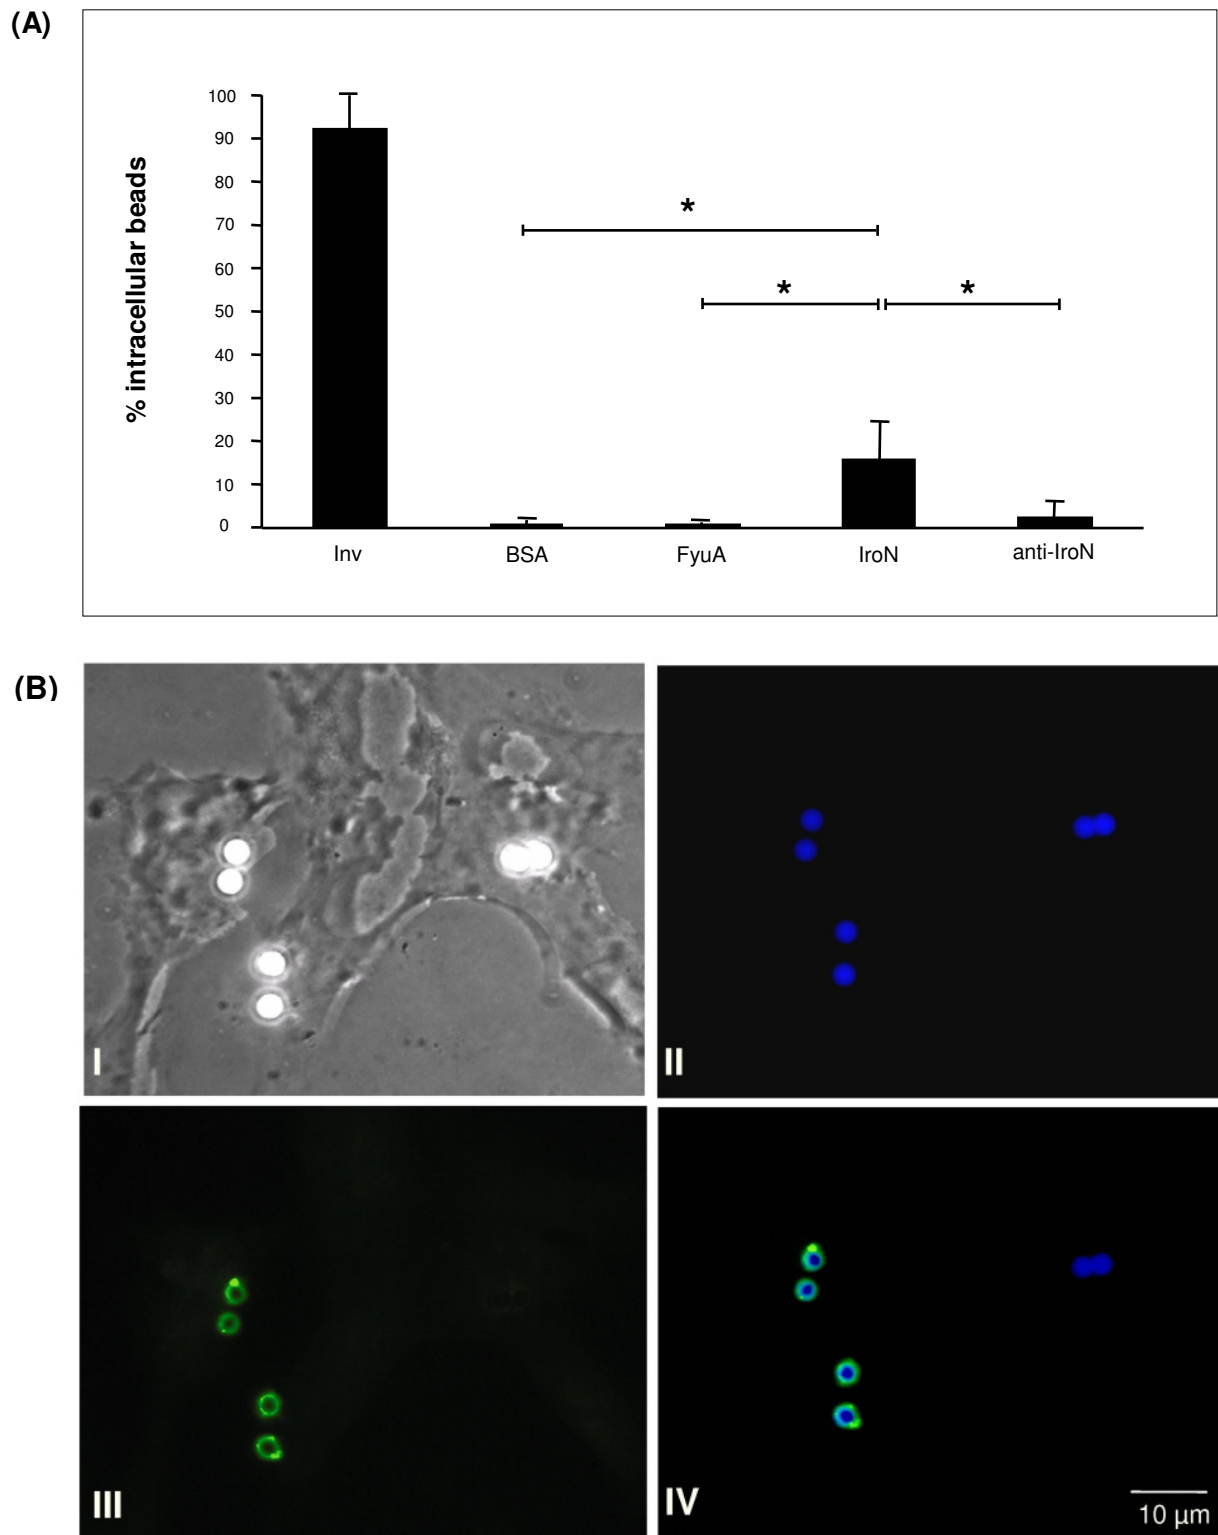 (A)
% intracellular beads
100
90
80
70
60
50
40
30
20
10
0
*
*
*
Inv
BSA
FyuA
IroN
anti-IroN
(B)
I
II
III
IV
10 µm